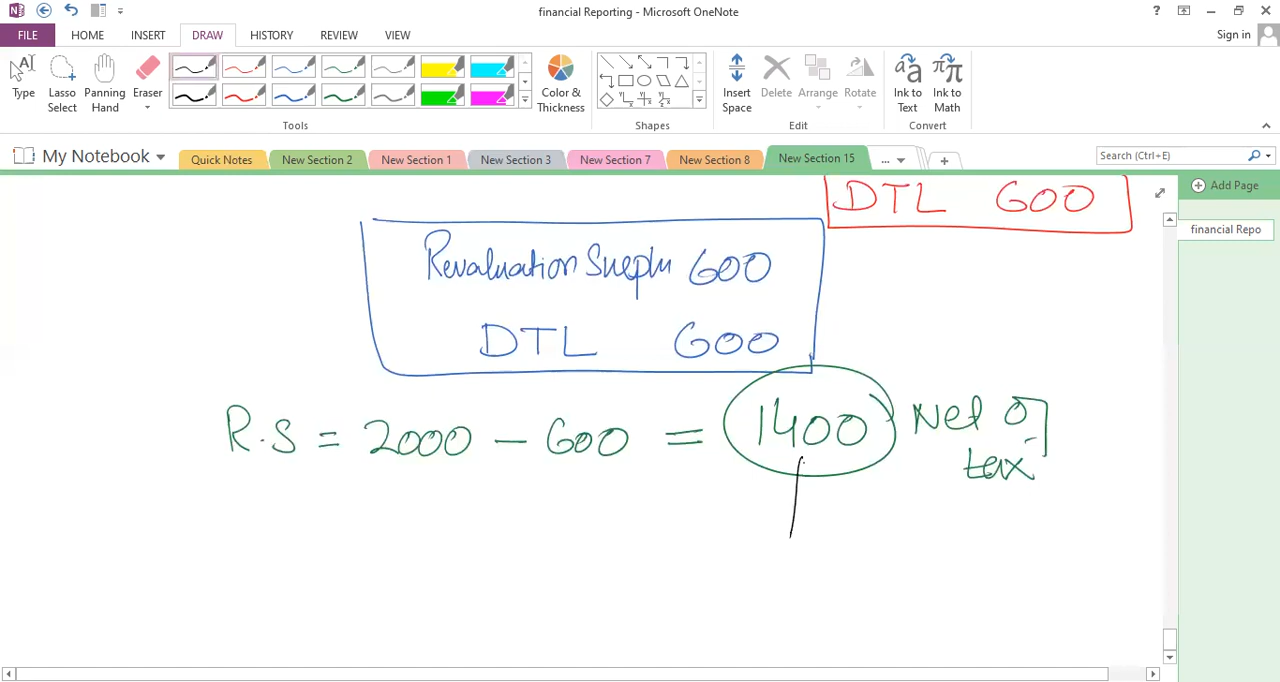 financial Reporting - Microsoft OneNote
? Sign in
FILE HOME INSERT DRAW HISTORY REVIEW VIEW
Type Lasso Select Panning Hand Eraser Color & Thickness Insert Space Delete Arrange Rotate Ink to Text Ink to Math
Tools Shapes Edit Convert
My Notebook Quick Notes New Section 2 New Section 1 New Section 3 New Section 7 New Section 8 New Section 15 ... + Search (Ctrl+E)
Add Page
financial Repo
DTL 600
Revaluation Surplu 600
DTL 600
R.S = 2000 - 600 = 1400 Net of
tax